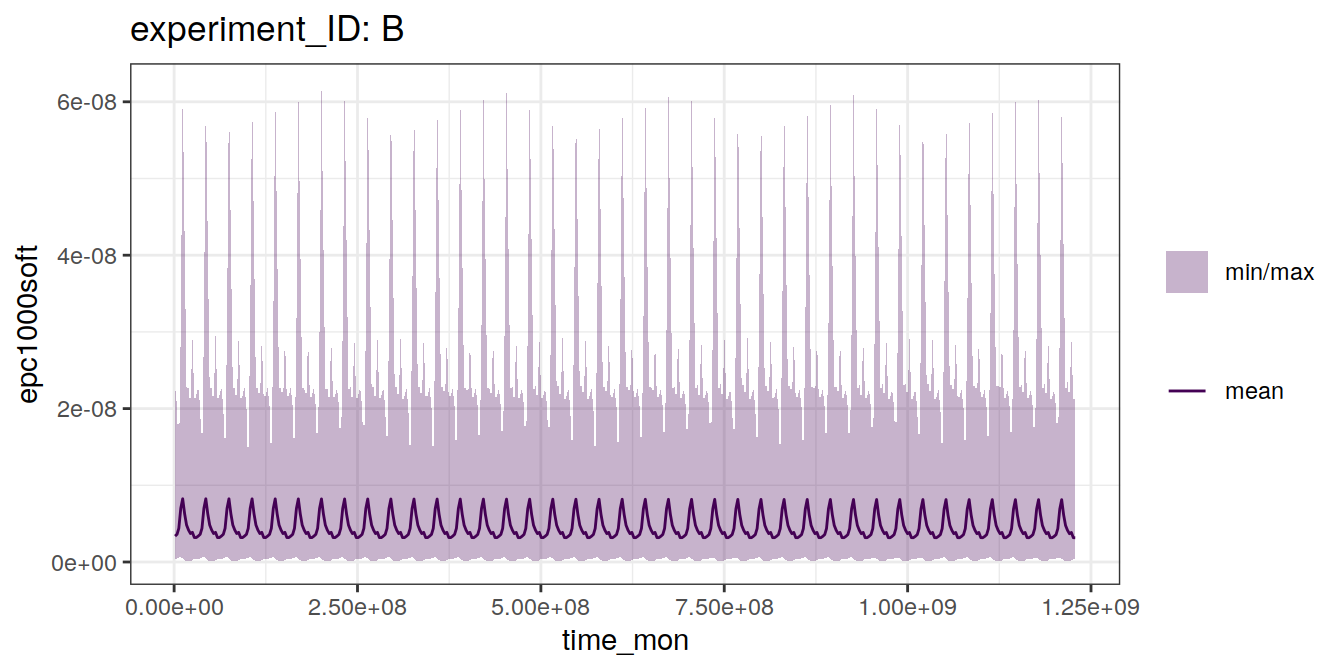 experiment_ID: B
epc1000soft
6e-08
4e-08
2e-08
0e+00
0.00e+00 2.50e+08 5.00e+08 7.50e+08 1.00e+09 1.25e+09
time_mon
min/max
mean